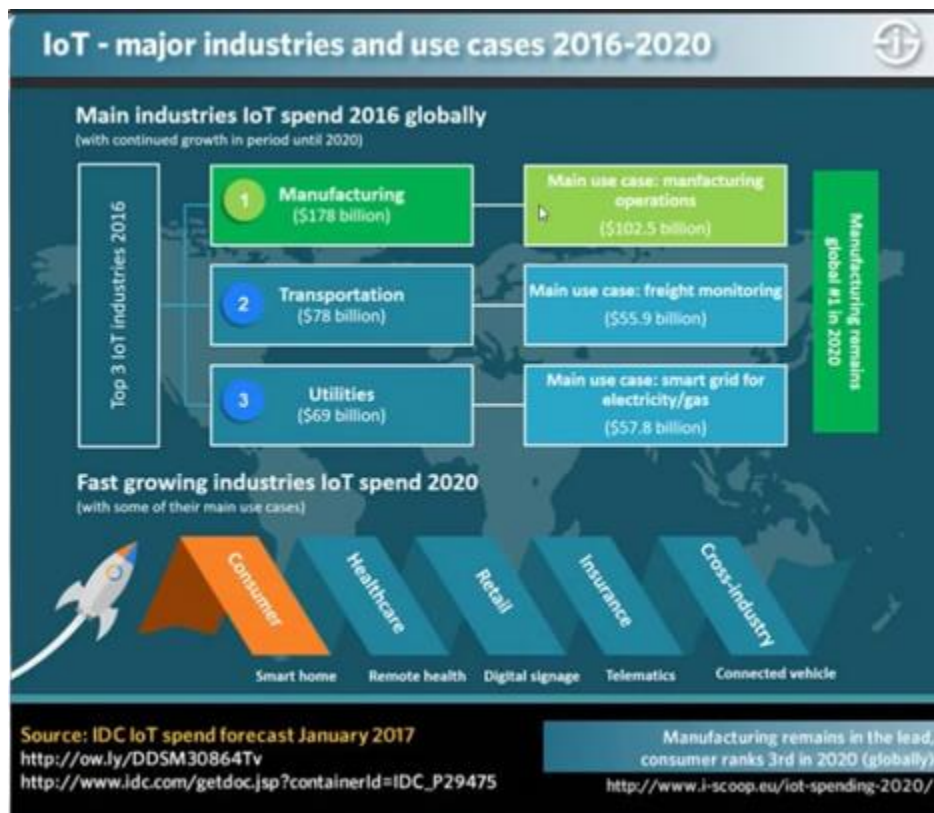 IoT - major industries and use cases 2016-2020
Main industries IoT spend 2016 globally
(with continued growth in period until 2020)
Top 3 IoT industries 2016
1
Manufacturing
($178 billion)
Main use case: manfacturing
operations
($102.5 billion)
2
Transportation
($78 billion)
Main use case: freight monitoring
($55.9 billion)
3
Utilities
($69 billion)
Main use case: smart grid for
electricity/gas
($57.8 billion)
Manufacturing remains
global #1 in 2020
Fast growing industries IoT spend 2020
(with some of their main use cases)
Consumer
Healthcare
Retail
Insurance
Cross-industry
Smart home
Remote health
Digital signage
Telematics
Connected vehicle
Source: IDC IoT spend forecast January 2017
http://ow.ly/DDSM30864Tv
http://www.idc.com/getdoc.jsp?containerId=IDC_P29475
Manufacturing remains in the lead,
consumer ranks 3rd in 2020 (globally)
http://www.i-scoop.eu/iot-spending-2020/